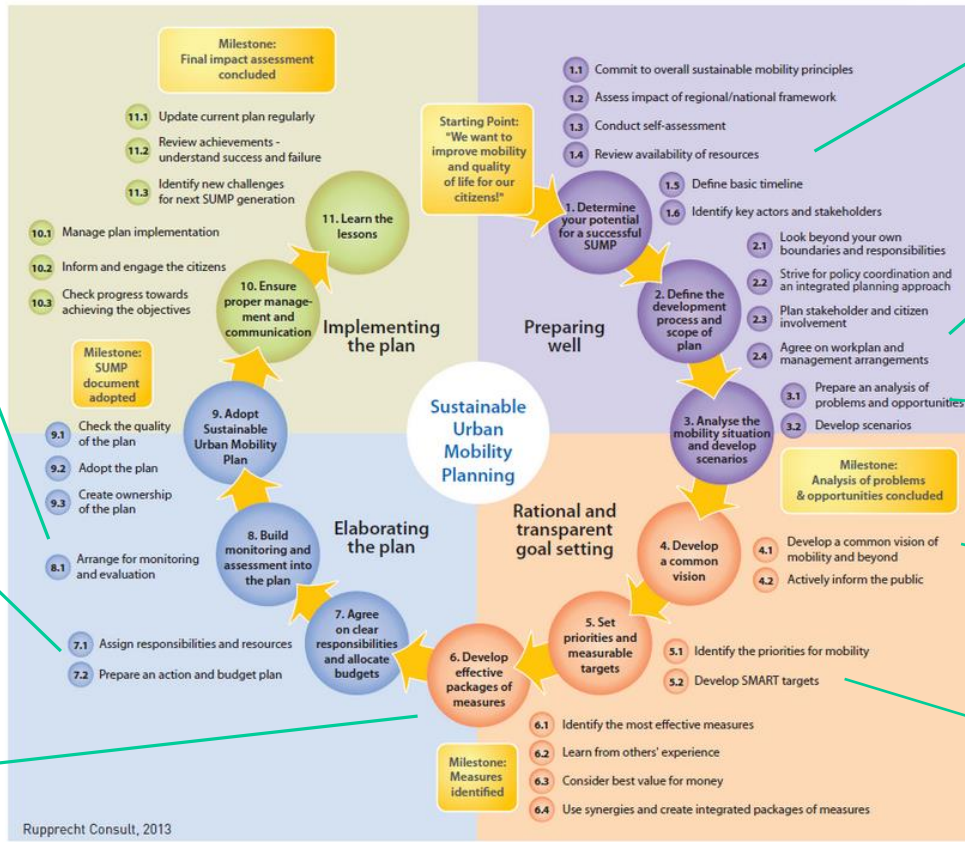 Milestone:
Final impact assessment
concluded
11.1 Update current plan regularly
11.2 Review achievements -
understand success and failure
11.3 Identify new challenges
for next SUMP generation
11. Learn the
lessons
10.1 Manage plan implementation
10.2 Inform and engage the citizens
10.3 Check progress towards
achieving the objectives
10. Ensure
proper manage-
ment and
communication
Implementing
the plan
Starting Point:
"We want to
improve mobility
and quality
of life for our
citizens!"
1.1 Commit to overall sustainable mobility principles
1.2 Assess impact of regional/national framework
1.3 Conduct self-assessment
1.4 Review availability of resources
1.5 Define basic timeline
1.6 Identify key actors and stakeholders
1. Determine
your potential
for a successful
SUMP
2.1 Look beyond your own
boundaries and responsibilities
2.2 Strive for policy coordination and
an integrated planning approach
2.3 Plan stakeholder and citizen
involvement
2.4 Agree on workplan and
management arrangements
2. Define the
development
process and
scope of
plan
Preparing
well
3.1 Prepare an analysis of
problems and opportunities
3.2 Develop scenarios
3. Analyse the
mobility situation
and develop
scenarios
Milestone:
Analysis of problems
& opportunities concluded
Sustainable
Urban
Mobility
Planning
Rational and
transparent
goal setting
4. Develop
a common
vision
4.1 Develop a common vision of
mobility and beyond
4.2 Actively inform the public
5. Set
priorities and
measurable
targets
5.1 Identify the priorities for mobility
5.2 Develop SMART targets
6. Develop
effective
packages of
measures
6.1 Identify the most effective measures
6.2 Learn from others' experience
6.3 Consider best value for money
6.4 Use synergies and create integrated packages of measures
Milestone:
Measures
identified
Elaborating
the plan
7. Agree
on clear
responsibilities
and allocate
budgets
7.1 Assign responsibilities and resources
7.2 Prepare an action and budget plan
8. Build
monitoring and
assessment into
the plan
8.1 Arrange for monitoring
and evaluation
9. Adopt
Sustainable
Urban Mobility
Plan
9.1 Check the quality
of the plan
9.2 Adopt the plan
9.3 Create ownership
of the plan
Milestone:
SUMP
document
adopted
Rupprecht Consult, 2013